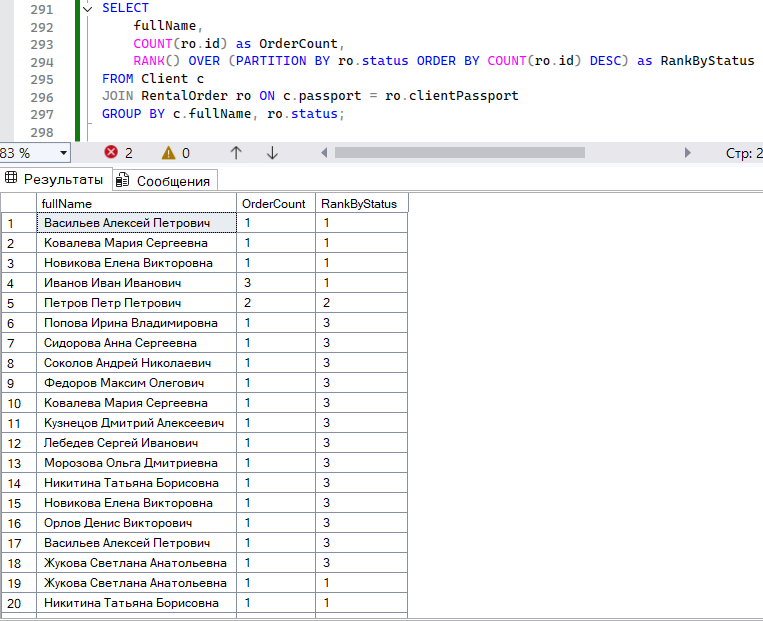 291 SELECT
292 fullName,
293 COUNT(ro.id) as OrderCount,
294 RANK() OVER (PARTITION BY ro.status ORDER BY COUNT(ro.id) DESC) as RankByStatus
295 FROM Client c
296 JOIN RentalOrder ro ON c.passport = ro.clientPassport
297 GROUP BY c.fullName, ro.status;
298
83 % 2 0 Стр: 2
Результаты Сообщения
fullName OrderCount RankByStatus
1 Васильев Алексей Петрович 1 1
2 Ковалева Мария Сергеевна 1 1
3 Новикова Елена Викторовна 1 1
4 Иванов Иван Иванович 3 1
5 Петров Петр Петрович 2 2
6 Попова Ирина Владимировна 1 3
7 Сидорова Анна Сергеевна 1 3
8 Соколов Андрей Николаевич 1 3
9 Федоров Максим Олегович 1 3
10 Ковалева Мария Сергеевна 1 3
11 Кузнецов Дмитрий Алексеевич 1 3
12 Лебедев Сергей Иванович 1 3
13 Морозова Ольга Дмитриевна 1 3
14 Никитина Татьяна Борисовна 1 3
15 Новикова Елена Викторовна 1 3
16 Орлов Денис Викторович 1 3
17 Васильев Алексей Петрович 1 3
18 Жукова Светлана Анатольевна 1 3
19 Жукова Светлана Анатольевна 1 1
20 Никитина Татьяна Борисовна 1 1